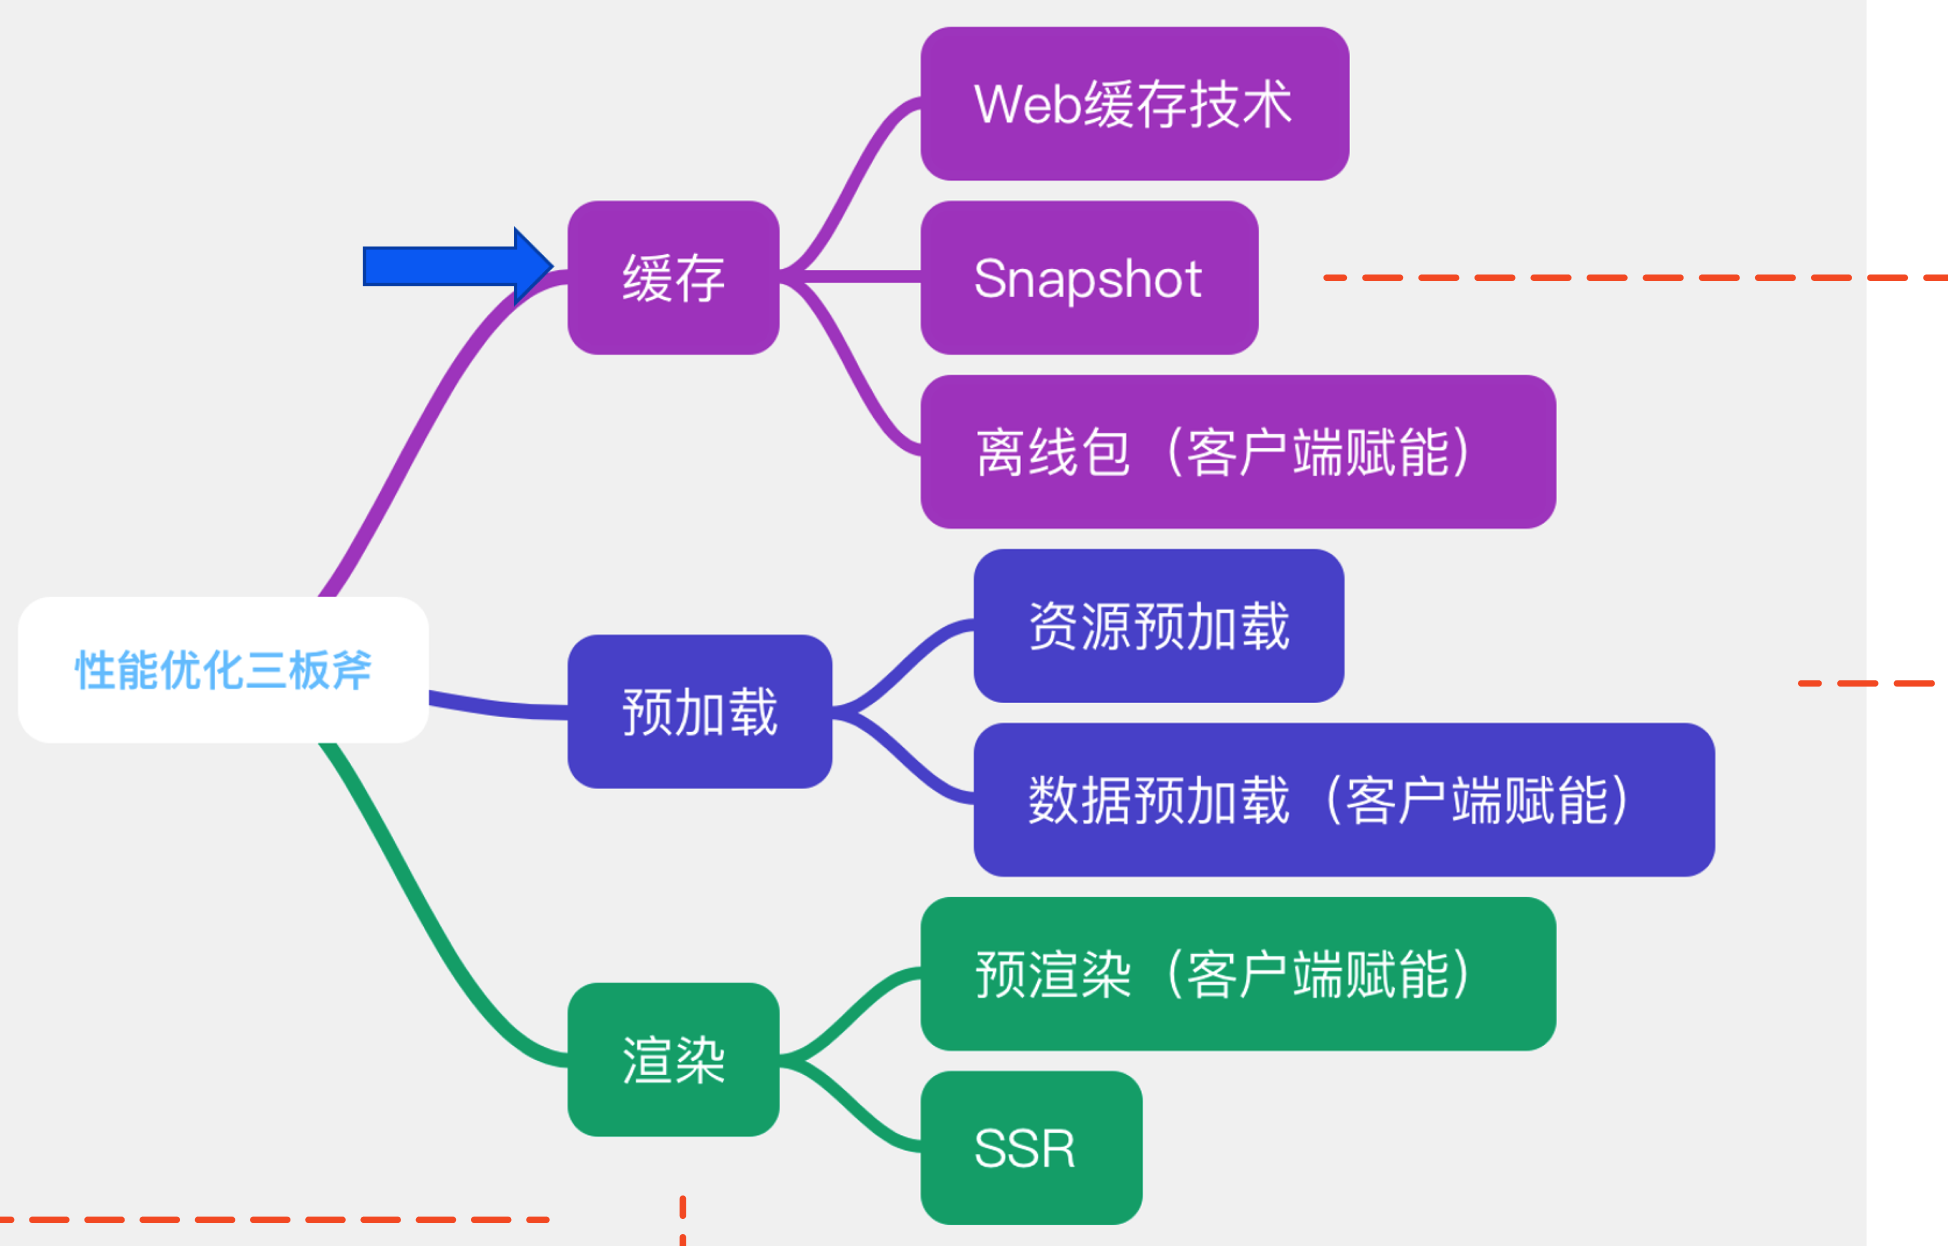 Web缓存技术
缓存
Snapshot
离线包（客户端赋能）
性能优化三板斧
预加载
资源预加载
数据预加载（客户端赋能）
渲染
预渲染（客户端赋能）
SSR